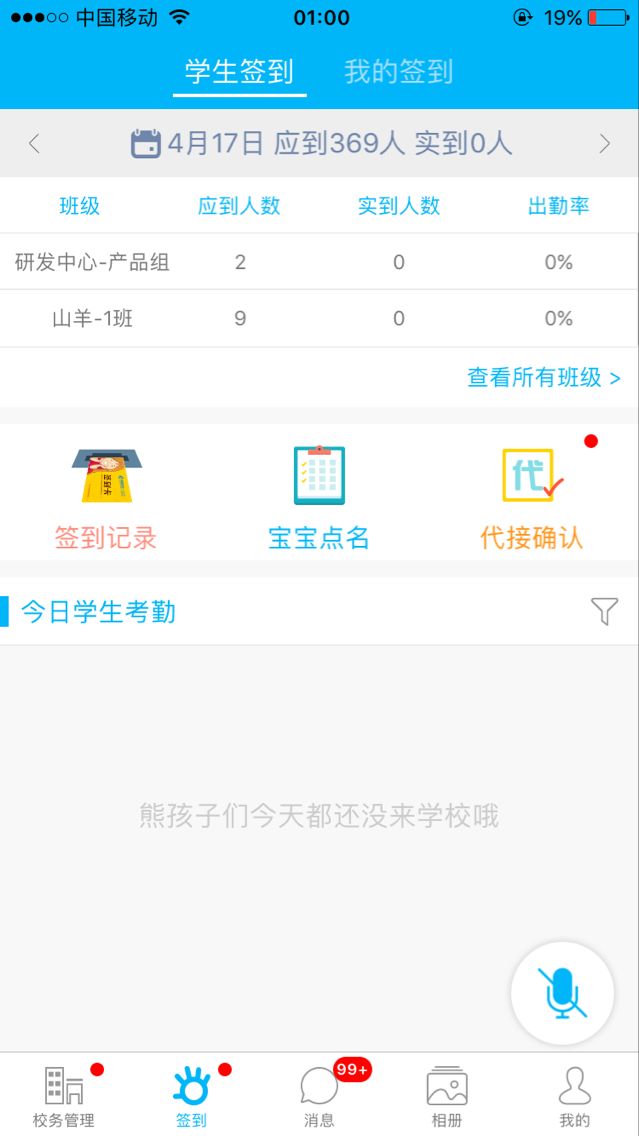 中国移动 01:00 19%
学生签到 我的签到
4月17日 应到369人 实到0人
班级 应到人数 实到人数 出勤率
研发中心-产品组 2 0 0%
山羊-1班 9 0 0%
查看所有班级 >
签到记录 宝宝点名 代接确认
代
今日学生考勤
熊孩子们今天都还没来学校哦
99+
校务管理 签到 消息 相册 我的